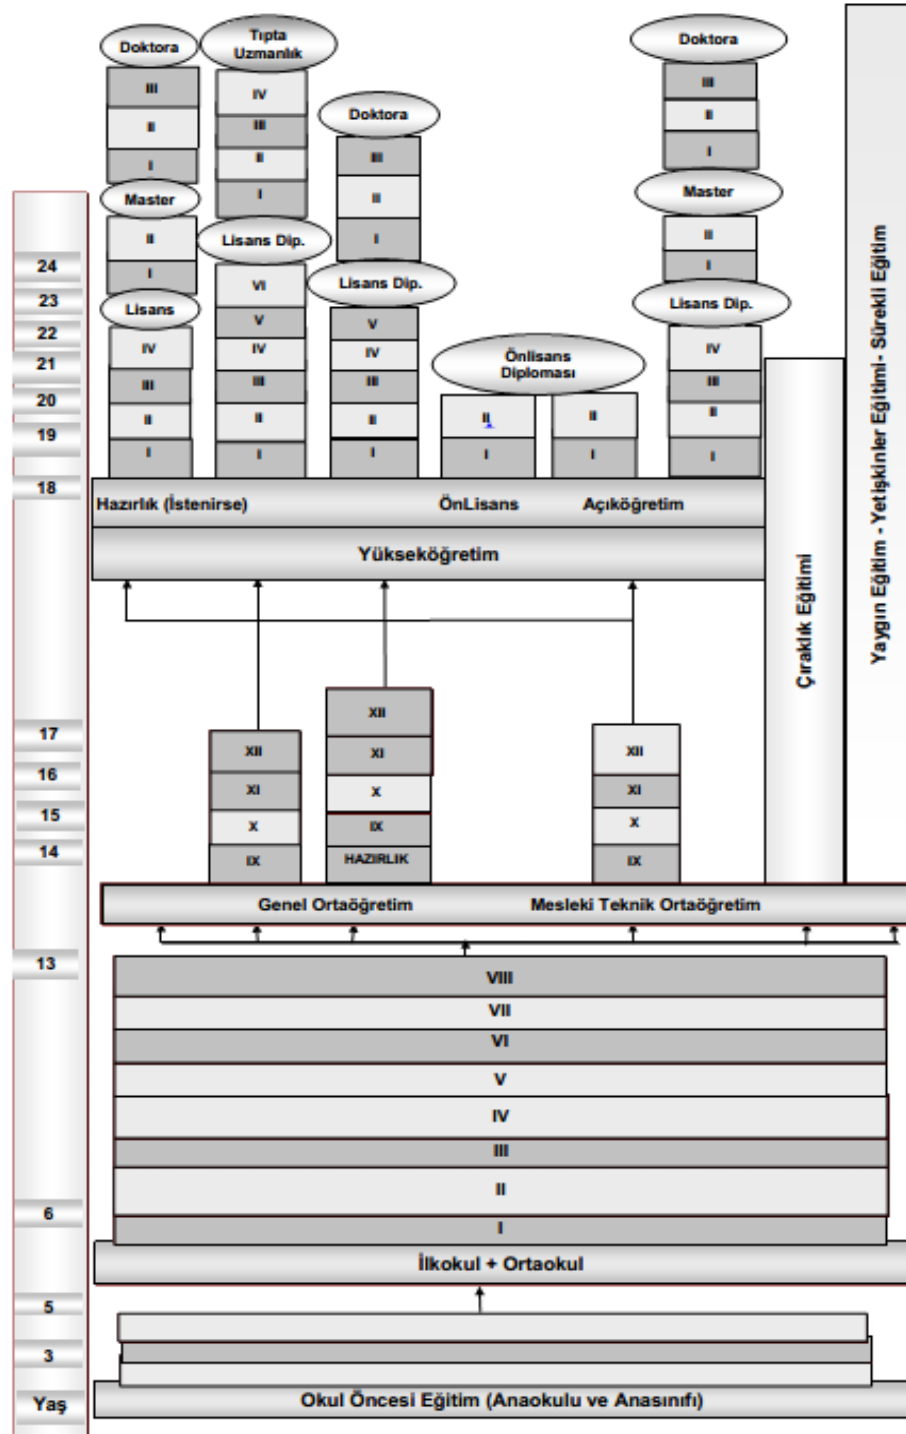 Doktora
III
II
I
Master
II
I
Lisans
IV
III
II
I
Tıpta
Uzmanlık
IV
III
II
I
Lisans Dip.
VI
V
IV
III
II
I
Doktora
III
II
I
Lisans Dip.
V
IV
III
II
I
Önlisans
Diploması
II
I
II
I
Doktora
III
II
I
Master
II
I
Lisans Dip.
IV
III
II
I
24
23
22
21
20
19
18
Hazırlık (İstenirse) ÖnLisans Açıköğretim
Yükseköğretim
Çıraklık Eğitimi
Yaygın Eğitim - Yetişkinler Eğitimi- Sürekli Eğitim
17
16
15
14
XII
XI
X
IX
XII
XI
X
IX
HAZIRLIK
XII
XI
X
IX
Genel Ortaöğretim Mesleki Teknik Ortaöğretim
13
VIII
VII
VI
V
IV
III
II
6
I
İlkokul + Ortaokul
5
3
Yaş
Okul Öncesi Eğitim (Anaokulu ve Anasınıfı)